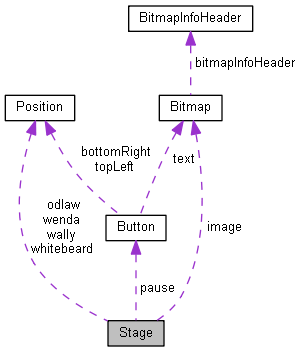 BitmapInfoHeader
bitmapInfoHeader
Position
Bitmap
bottomRight
topLeft
text
odlaw
wenda
wally
whitebeard
Button
image
pause
Stage